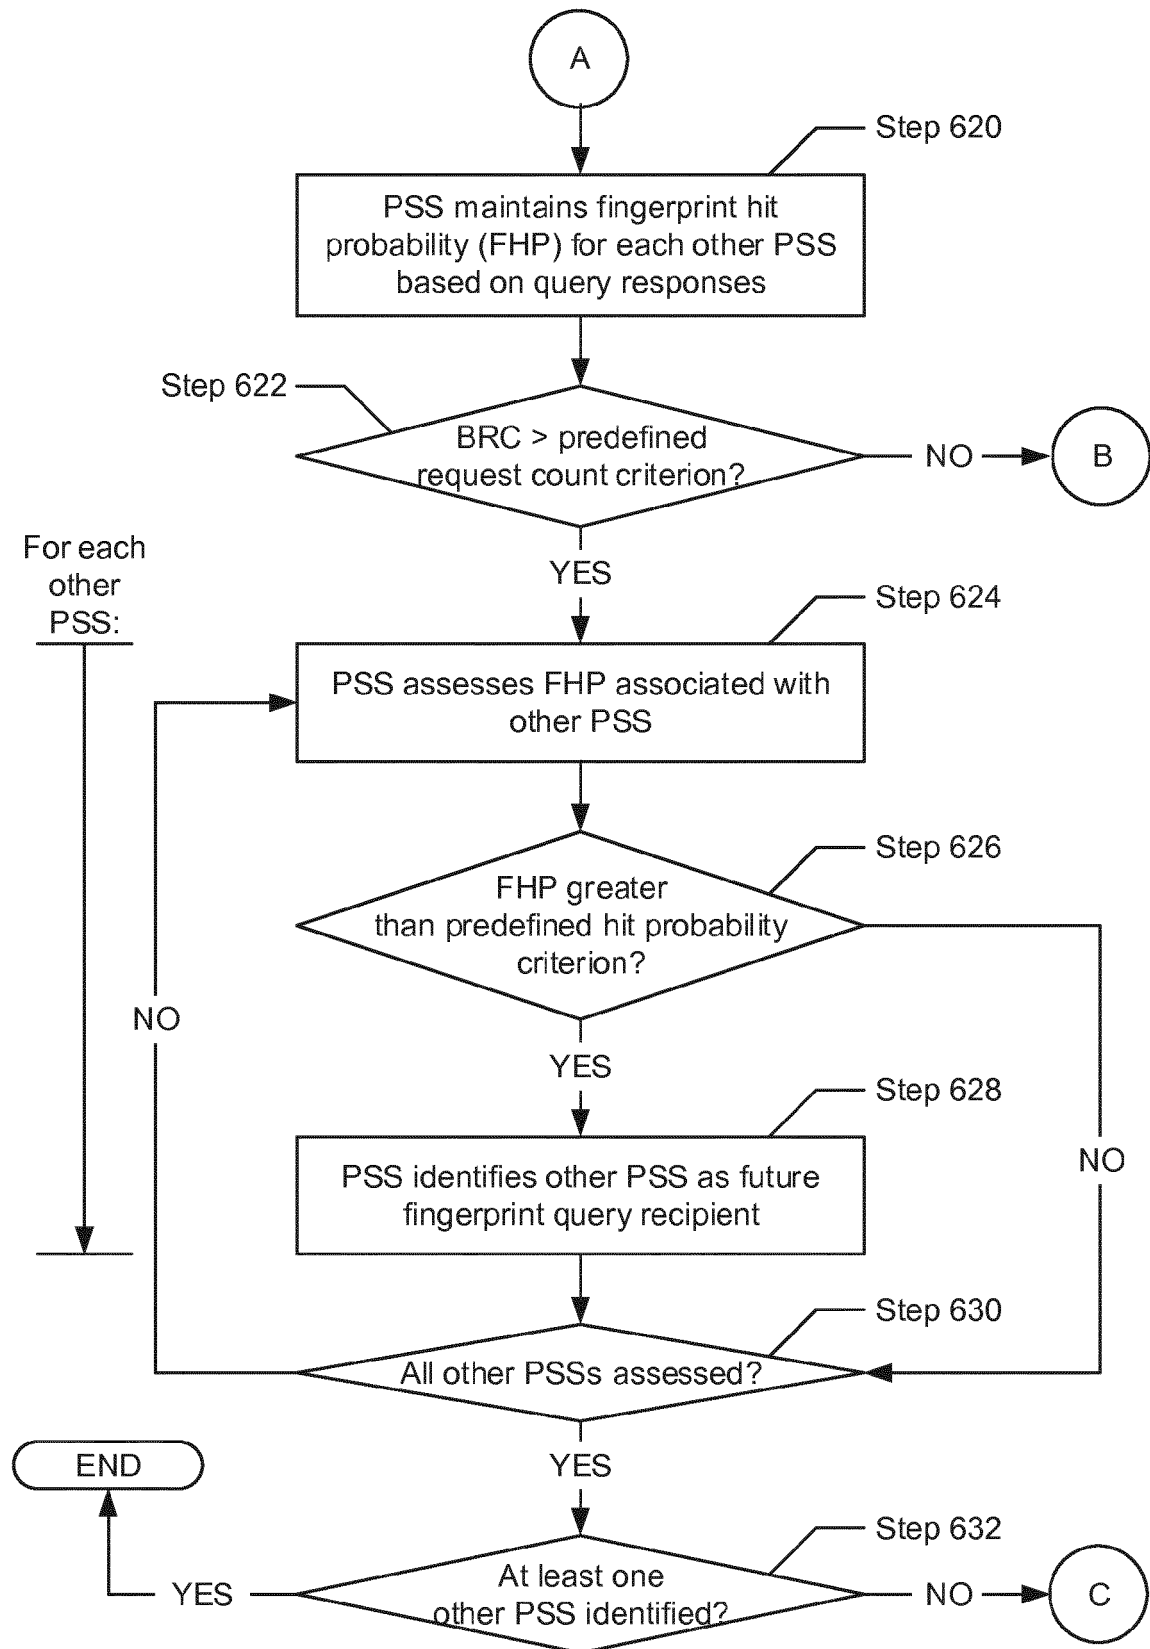 A
Step 620
PSS maintains fingerprint hit
probability (FHP) for each other PSS
based on query responses
Step 622
BRC > predefined
request count criterion?
NO
B
YES
For each
other
PSS:
Step 624
PSS assesses FHP associated with
other PSS
Step 626
FHP greater
than predefined hit probability
criterion?
NO
YES
Step 628
PSS identifies other PSS as future
fingerprint query recipient
NO
Step 630
All other PSSs assessed?
END
YES
Step 632
At least one
other PSS identified?
YES
NO
C